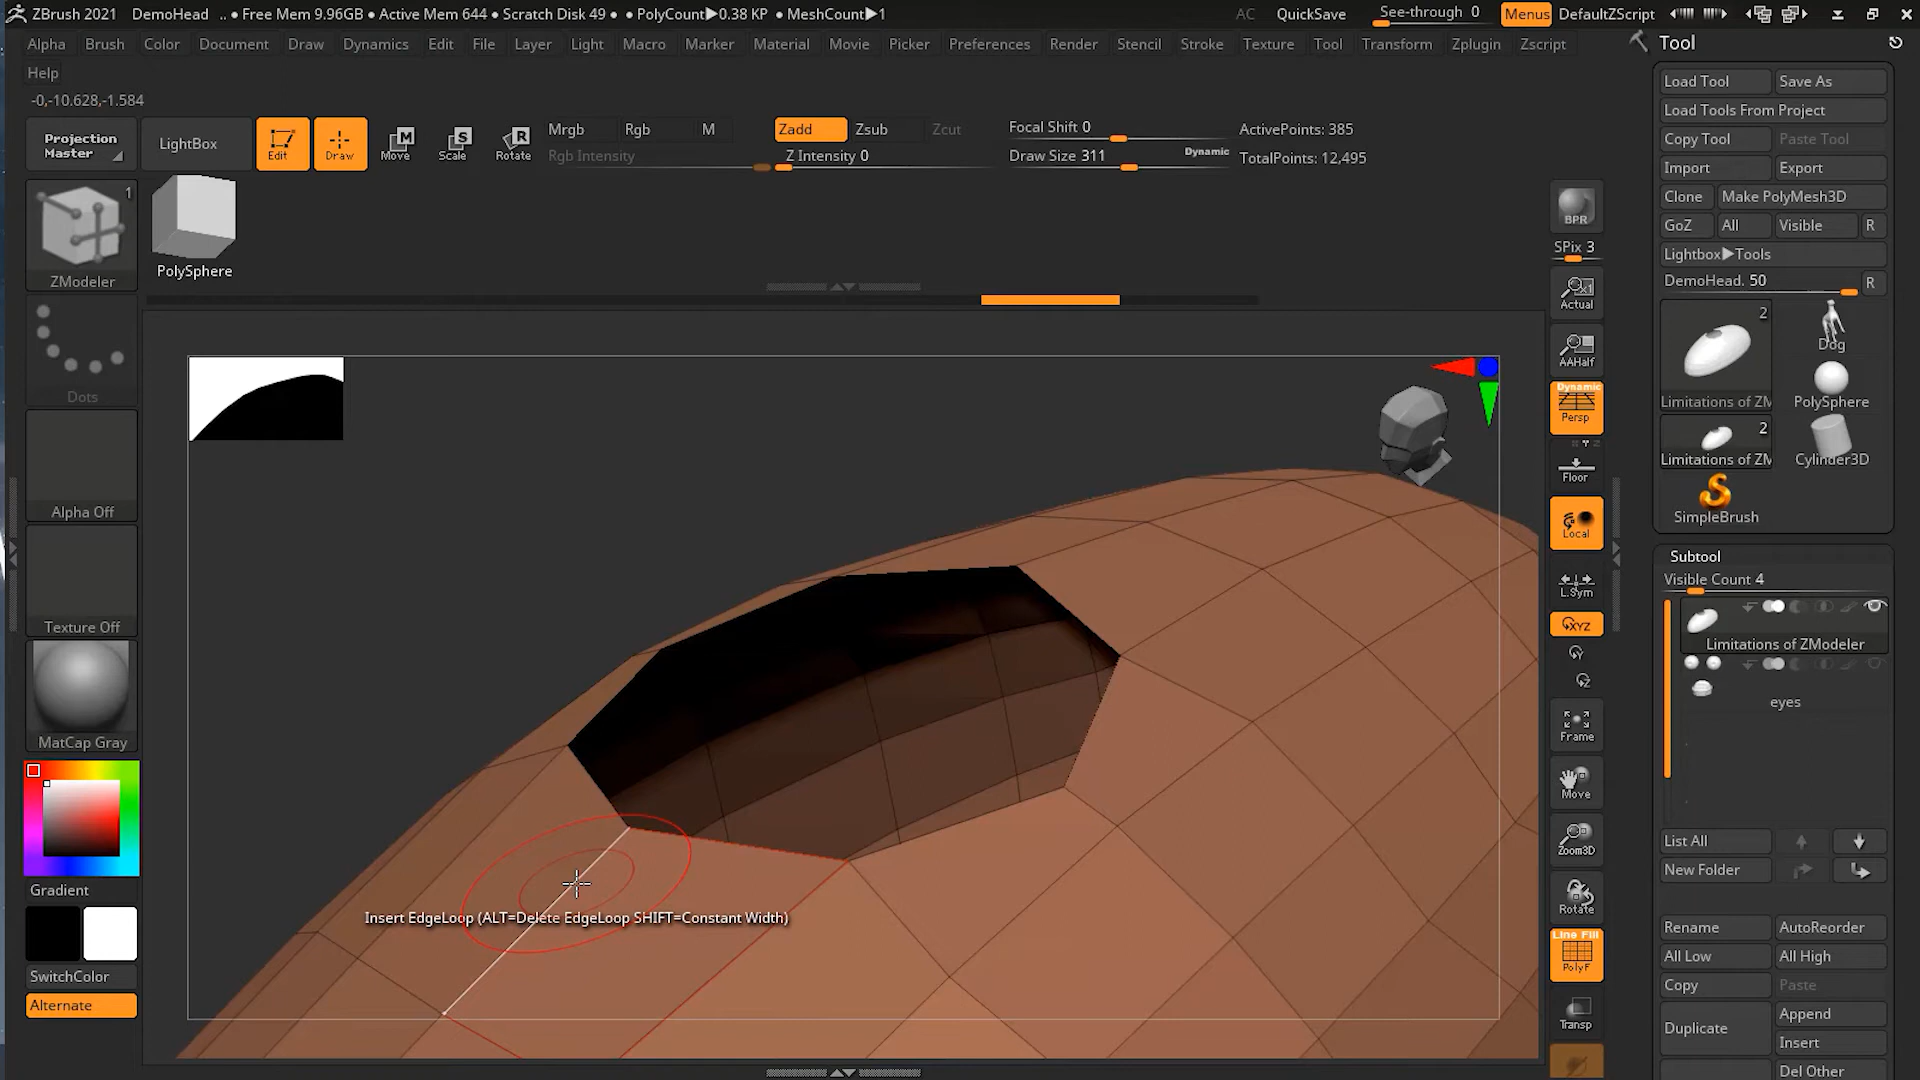 ZBrush 2021 DemoHead .. • Free Mem 9.96GB • Active Mem 644 • Scratch Disk 49 • • PolyCount▶0.38 KP • MeshCount▶1 AC QuickSave See-through 0 Menus DefaultZScript
Alpha Brush Color Document Draw Dynamics Edit File Layer Light Macro Marker Material Movie Picker Preferences Render Stencil Stroke Texture Tool Transform Zplugin Zscript
Help
-0,-10.628,-1.584
Projection
Master
LightBox
Edit
Draw
M
Move
S
Scale
R
Rotate
Mrgb Rgb M
Rgb Intensity
Zadd Zsub Zcut
Z Intensity 0
Focal Shift 0
Draw Size 311
Dynamic
ActivePoints: 385
TotalPoints: 12,495
1
ZModeler
PolySphere
Dots
Alpha Off
Texture Off
MatCap Gray
Gradient
SwitchColor
Alternate
Insert EdgeLoop (ALT=Delete EdgeLoop SHIFT=Constant Width)
BPR
SPix 3
Actual
AAHalf
Dynamic
Persp
Floor
Local
L.Sym
XYZ
Frame
Move
Zoom3D
Rotate
Line Fill
PolyF
Transp
Tool
Load Tool Save As
Load Tools From Project
Copy Tool Paste Tool
Import Export
Clone Make PolyMesh3D
GoZ All Visible R
Lightbox▶Tools
DemoHead. 50 R
2
Limitations of ZM
Dog
PolySphere
2
Limitations of ZM
Cylinder3D
SimpleBrush
Subtool
Visible Count 4
Limitations of ZModeler
eyes
List All
New Folder
Rename AutoReorder
All Low All High
Copy Paste
Duplicate Append
Insert
Del Other